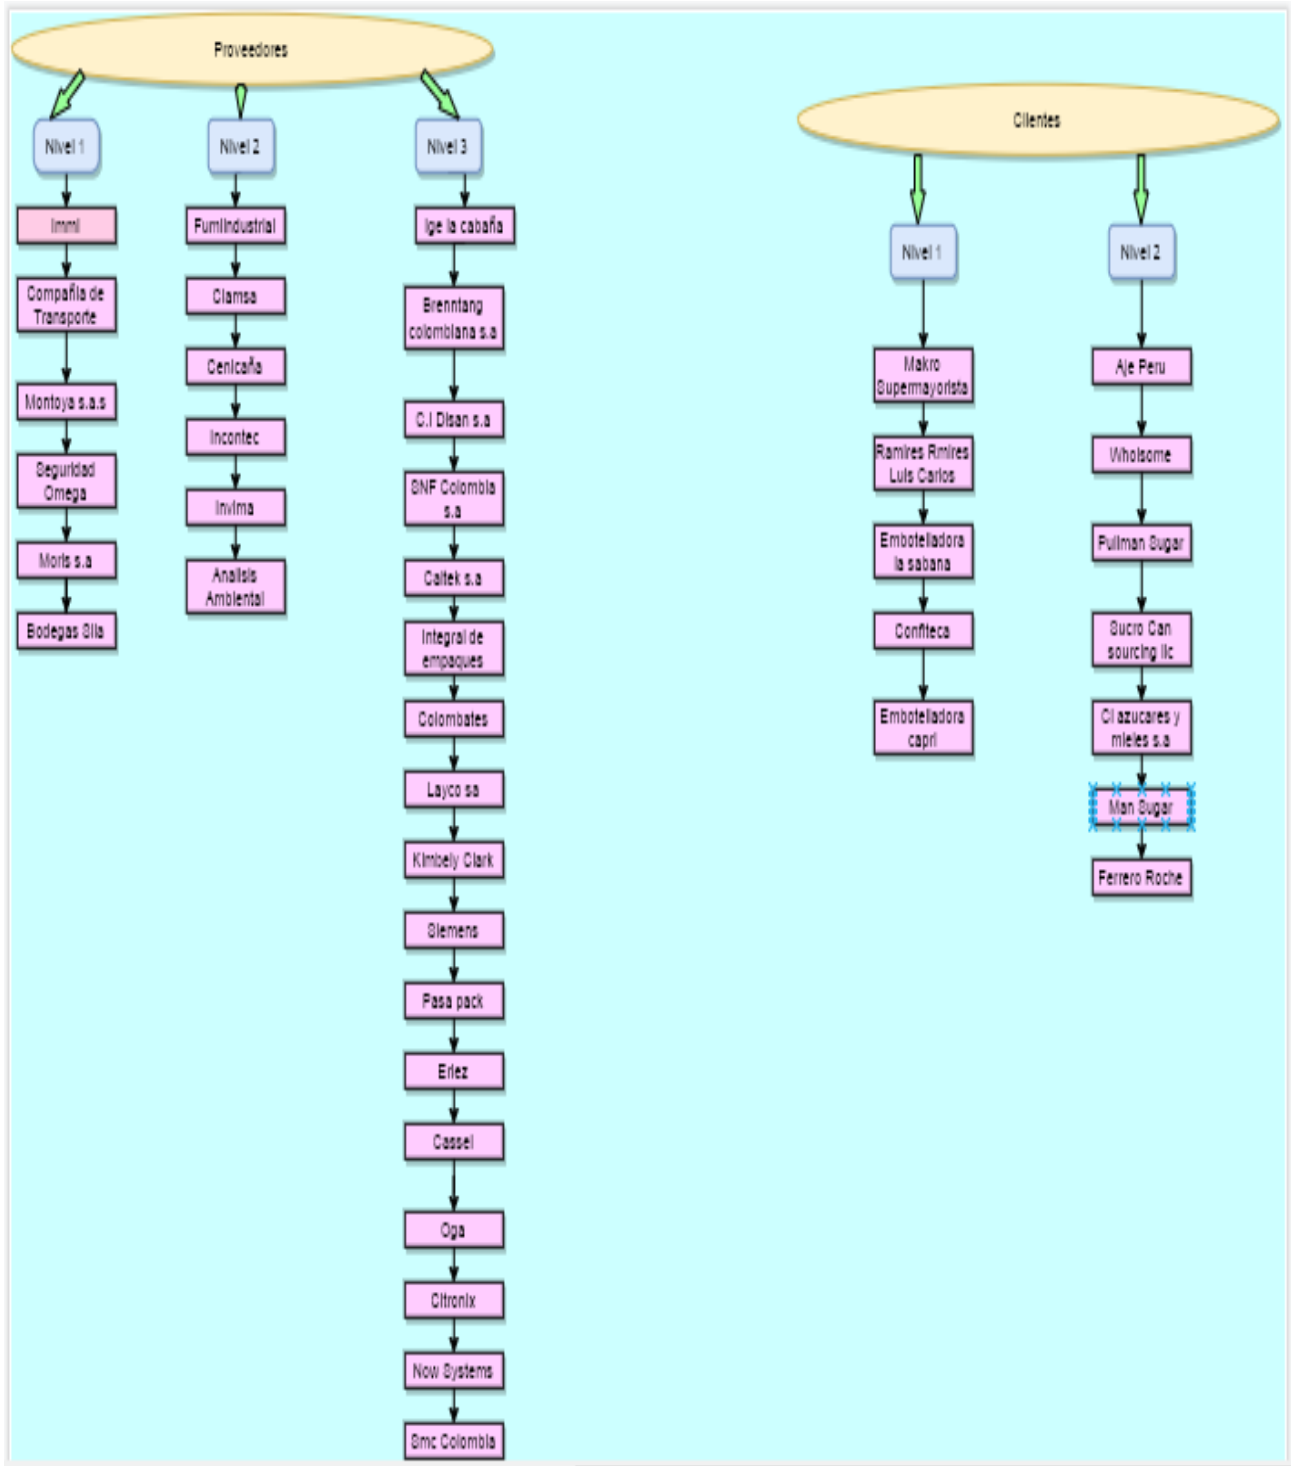 Proveedores
Nivel 1
Immi
Compañia de
Transporte
Montoya s.a.s
Seguridad
Omega
Moris s.a
Bodegas Slla
Nivel 2
Fumiindustrial
Ciamsa
Cenicaña
Incontec
Invima
Analisis
Ambiental
Nivel 3
Ige la cabaña
Brenntang
colombiana s.a
C.I Disan s.a
SNF Colombia
s.a
Caltek s.a
Integral de
empaques
Colombates
Layco sa
Kimbely Clark
Siemens
Pasa pack
Eriez
Cassel
Oga
Citronix
Now Systems
Smc Colombia
Clientes
Nivel 1
Makro
Supermayorista
Ramires Rmires
Luis Carlos
Embotelladora
la sabana
Confiteca
Embotelladora
capri
Nivel 2
Aje Peru
Wholsome
Pullman Sugar
Sucro Can
sourcing llc
CI azucares y
mieles s.a
Man Sugar
Ferrero Roche